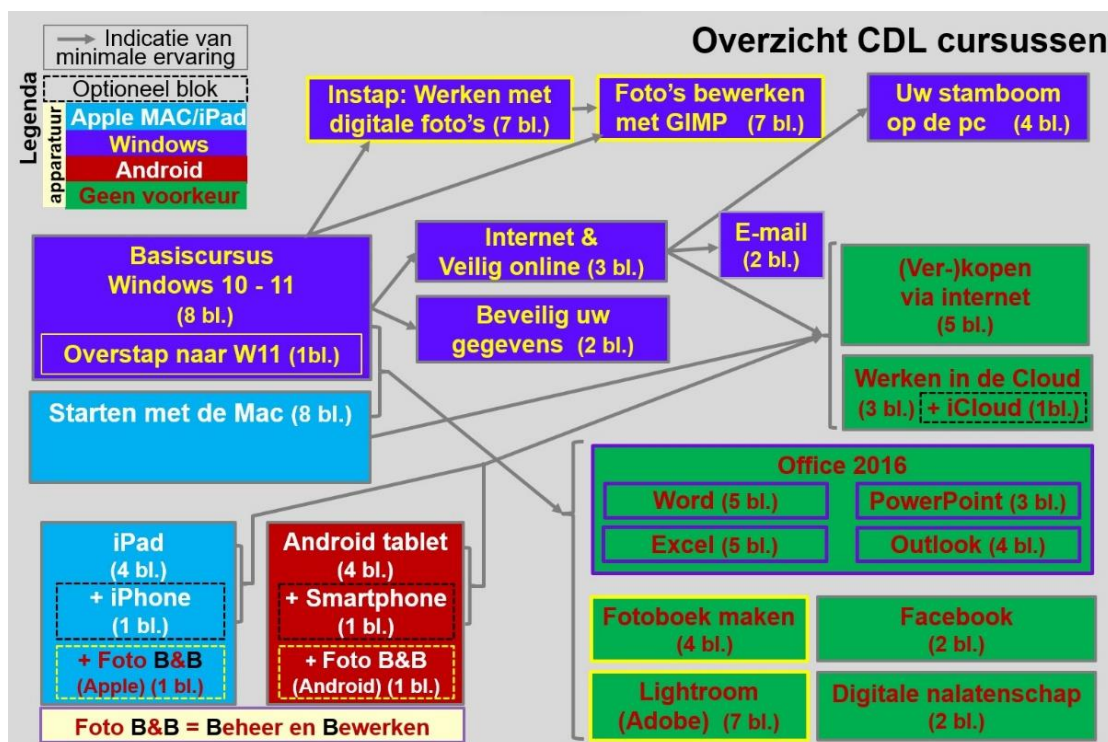 Overzicht CDL cursussen
Legenda
Indicatie van
minimale ervaring
Optioneel blok
apparatuur
Apple MAC/iPad
Windows
Android
Geen voorkeur
Instap: Werken met
digitale foto's (7 bl.)
Foto's bewerken
met GIMP (7 bl.)
Uw stamboom
op de pc (4 bl.)
Basiscursus
Windows 10 - 11
(8 bl.)
Overstap naar W11 (1bl.)
Internet &
Veilig online (3 bl.)
E-mail
(2 bl.)
Beveilig uw
gegevens (2 bl.)
(Ver-)kopen
via internet
(5 bl.)
Werken in de Cloud
(3 bl.) + iCloud (1bl.)
Starten met de Mac (8 bl.)
Office 2016
Word (5 bl.)
PowerPoint (3 bl.)
Excel (5 bl.)
Outlook (4 bl.)
iPad
(4 bl.)
+ iPhone
(1 bl.)
+ Foto B&B
(Apple) (1 bl.)
Android tablet
(4 bl.)
+ Smartphone
(1 bl.)
+ Foto B&B
(Android) (1 bl.)
Foto B&B = Beheer en Bewerken
Fotoboek maken
(4 bl.)
Facebook
(2 bl.)
Lightroom
(Adobe) (7 bl.)
Digitale nalatenschap
(2 bl.)